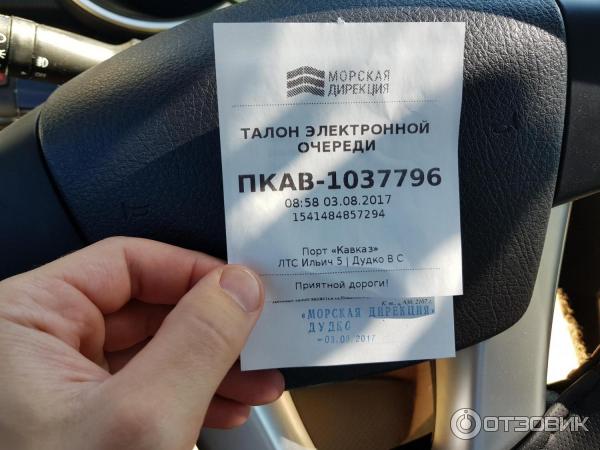 МОРСКАЯ
ДИРЕКЦИЯ
ТАЛОН ЭЛЕКТРОННОЙ
ОЧЕРЕДИ
ПКАВ-1037796
08:58 03.08.2017
1541484857294
Порт «Кавказ»
ЛТС Ильич 5 | Дудко В С
Приятной дороги!
«МОРСКАЯ ДИРЕКЦИЯ»
ДУДКО
-03.08.2017
OFF
ОТЗОВИК